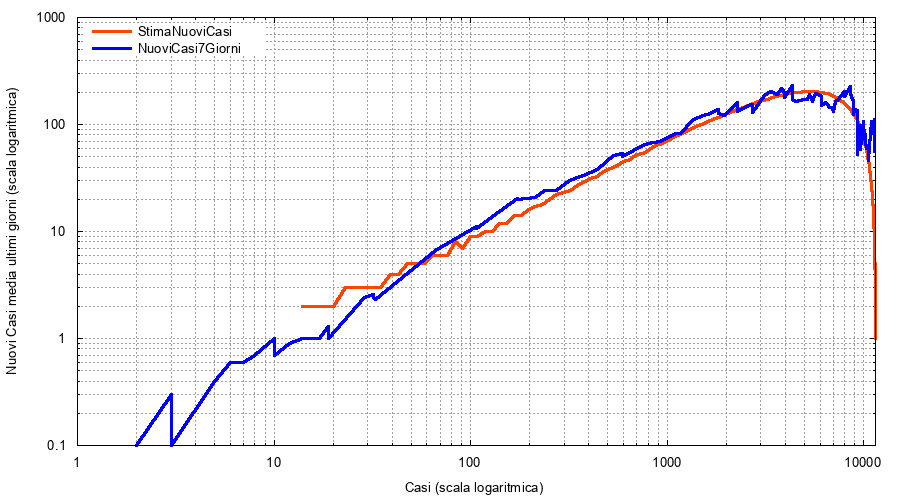 1000
StimaNuoviCasi
NuoviCasi7Giorni
100
10
1
0.1
Nuovi Casi media ultimi giorni (scala logaritmica)
1 10 100 1000 10000
Casi (scala logaritmica)